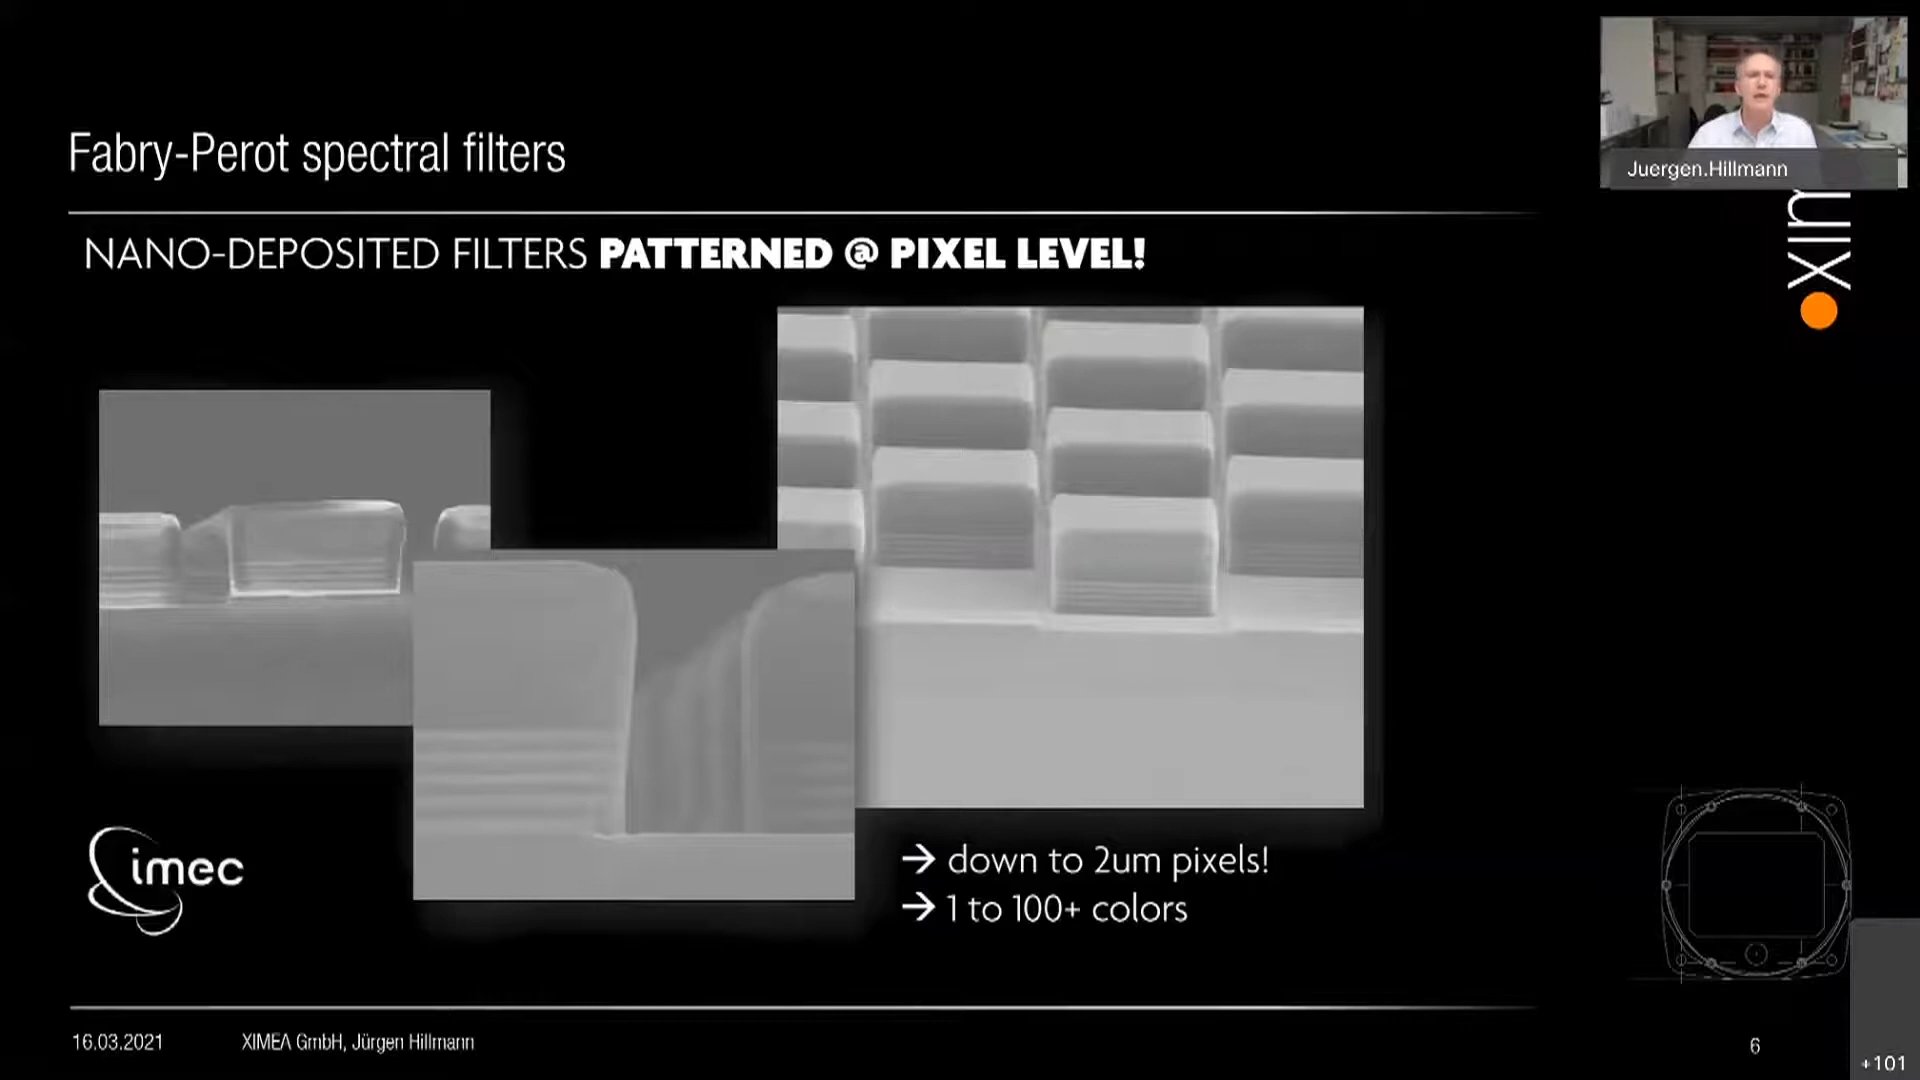 Juergen.Hillmann
Fabry-Perot spectral filters
NANO-DEPOSITED FILTERS PATTERNED @ PIXEL LEVEL!
→ down to 2um pixels!
→ 1 to 100+ colors
imec
16.03.2021
XIMEA GmbH, Jürgen Hillmann
6
+101